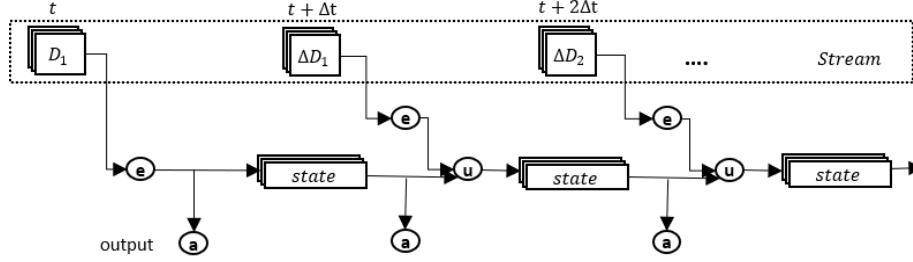 t t + Δt t + 2Δt
D₁ ΔD₁ ΔD₂ .... Stream
e e
e state u state u state
output a a a